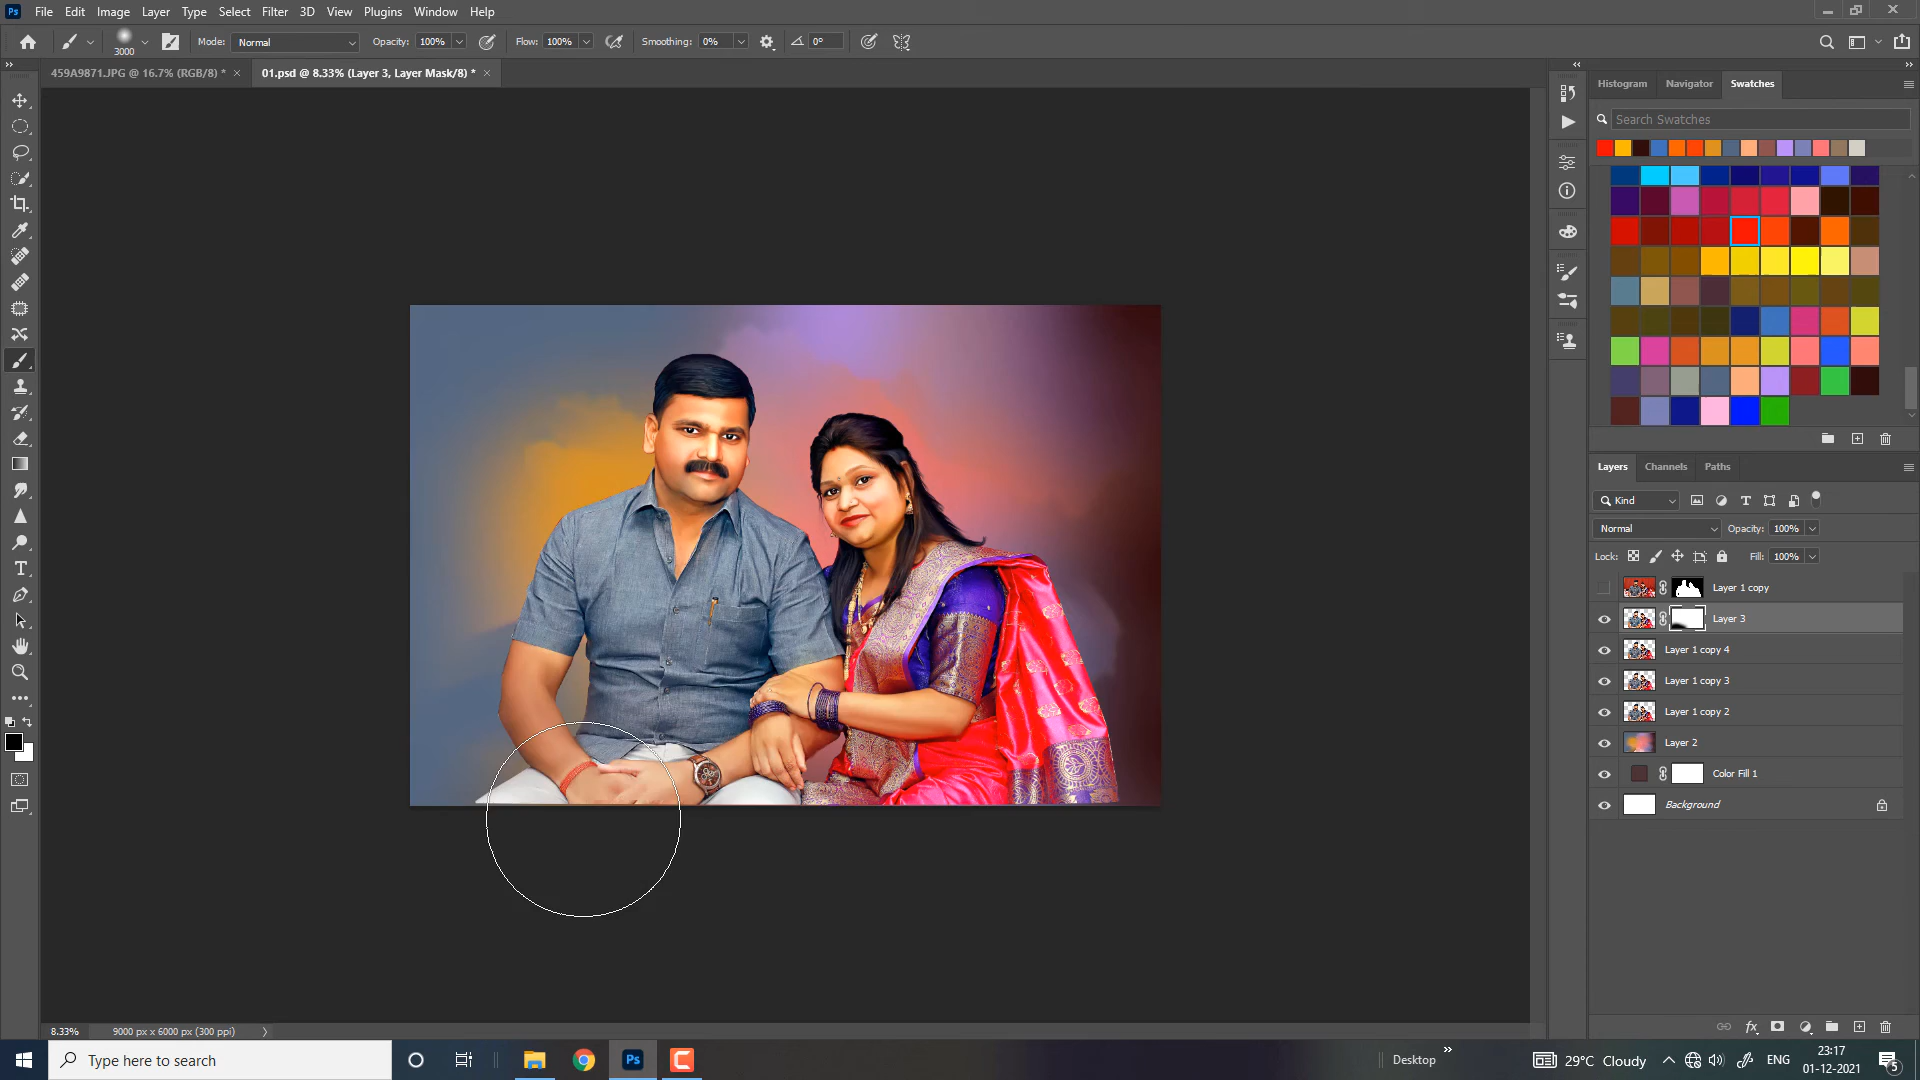 Ps File Edit Image Layer Type Select Filter 3D View Plugins Window Help
3000 Mode: Normal Opacity: 100% Flow: 100% Smoothing: 0% 0°
459A9871.JPG @ 16.7% (RGB/8) * × 01.psd @ 8.33% (Layer 3, Layer Mask/8) * ×
Histogram Navigator Swatches
Search Swatches
Layers Channels Paths
Kind
Normal Opacity: 100%
Lock: Fill: 100%
Layer 1 copy
Layer 3
Layer 1 copy 4
Layer 1 copy 3
Layer 1 copy 2
Layer 2
Color Fill 1
Background
8.33% 9000 px x 6000 px (300 ppi)
Type here to search
Ps
Desktop
29°C Cloudy
ENG
23:17
01-12-2021
5